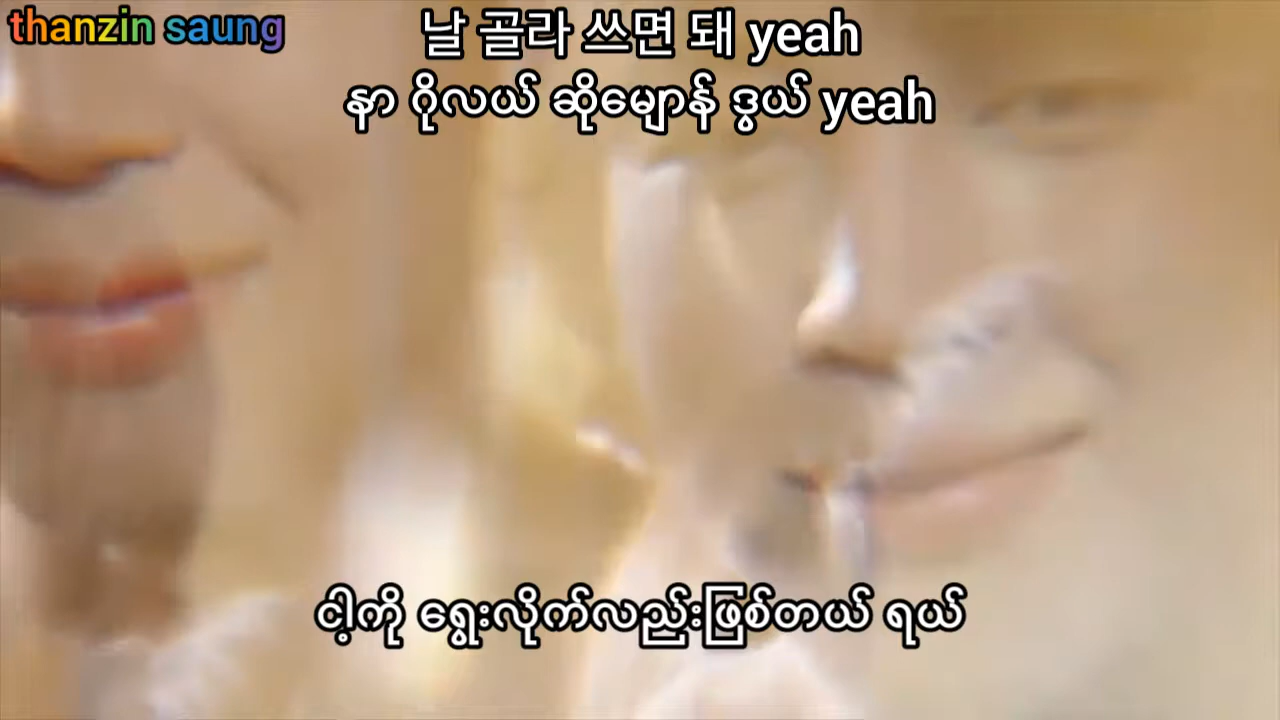 thanzin saung
날 골라 쓰면 돼 yeah
နာ ဂိုလယ် ဆိုမျောန် ဒွယ် yeah
ငါ့ကို ရွေးလိုက်လည်းဖြစ်တယ် ရယ်